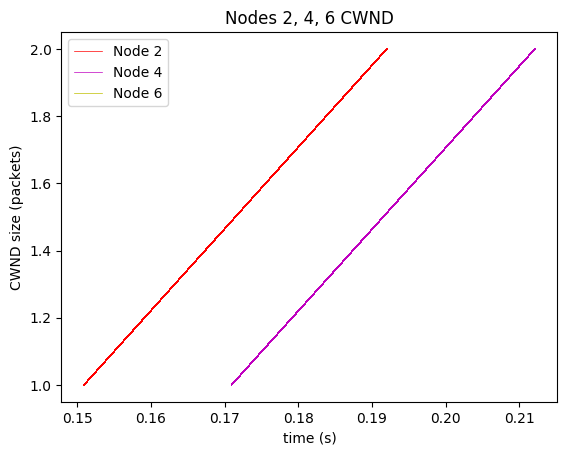 Nodes 2, 4, 6 CWND
Node 2
Node 4
Node 6
CWND size (packets)
2.0
1.8
1.6
1.4
1.2
1.0
0.15 0.16 0.17 0.18 0.19 0.20 0.21
time (s)